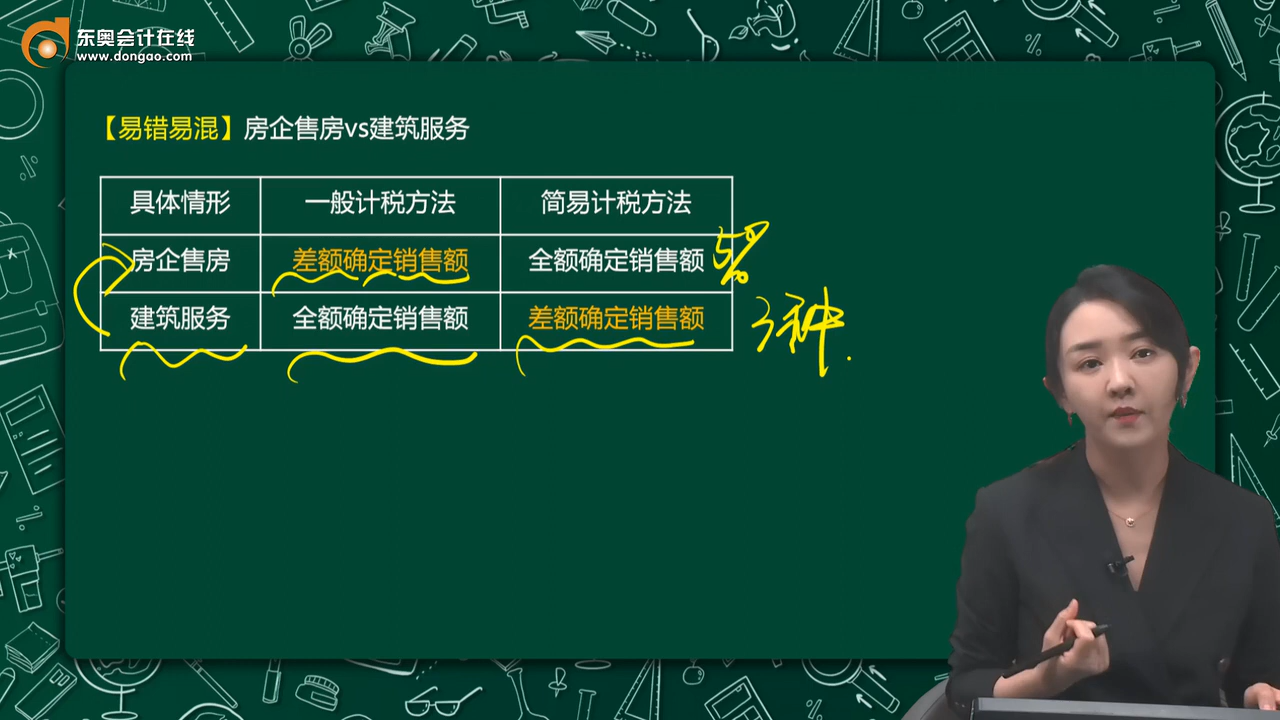 东奥会计在线
www.dongao.com
【易错易混】房企售房vs建筑服务
具体情形 一般计税方法 简易计税方法
房企售房 差额确定销售额 全额确定销售额
建筑服务 全额确定销售额 差额确定销售额
3种.